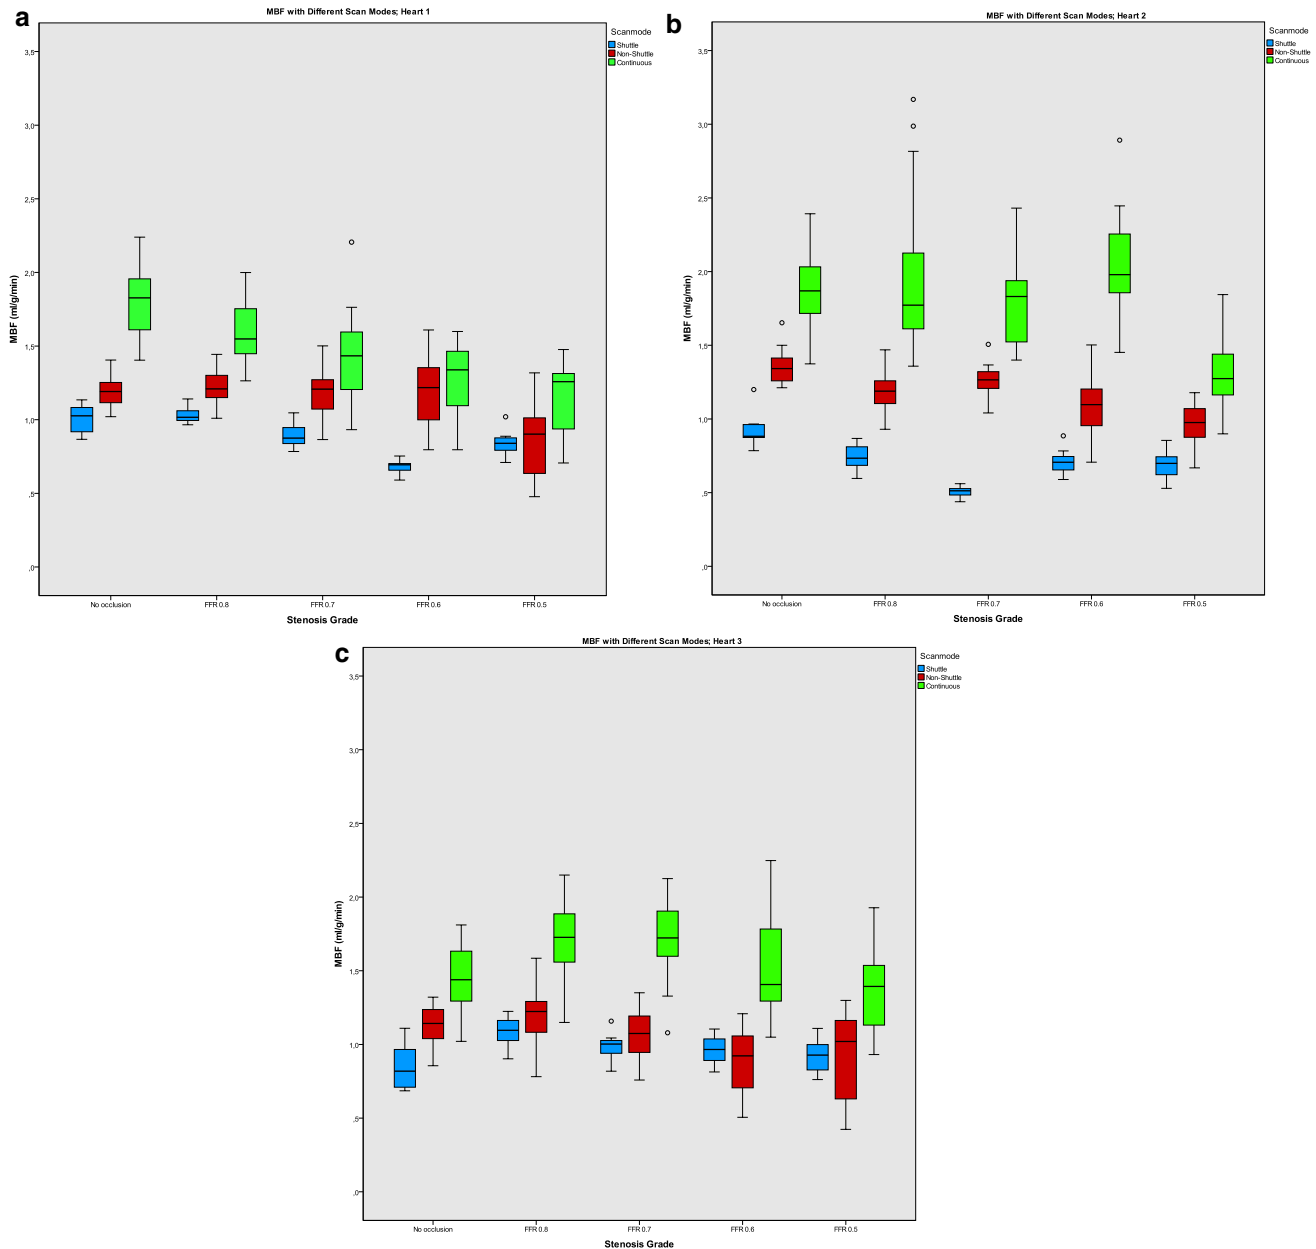 a
MBF with Different Scan Modes; Heart 1
Scanmode
Shuttle
Non-Shuttle
Continuous
3,5
3,0
2,5
2,0
1,5
1,0
,5
,0
MBF (ml/g/min)
No occlusion FFR 0.8 FFR 0.7 FFR 0.6 FFR 0.5
Stenosis Grade
b
MBF with Different Scan Modes; Heart 2
Scanmode
Shuttle
Non-Shuttle
Continuous
3,5
3,0
2,5
2,0
1,5
1,0
,5
,0
MBF (ml/g/min)
No occlusion FFR 0.8 FFR 0.7 FFR 0.6 FFR 0.5
Stenosis Grade
c
MBF with Different Scan Modes; Heart 3
Scanmode
Shuttle
Non-Shuttle
Continuous
3,5
3,0
2,5
2,0
1,5
1,0
,5
,0
MBF (ml/g/min)
No occlusion FFR 0.8 FFR 0.7 FFR 0.6 FFR 0.5
Stenosis Grade